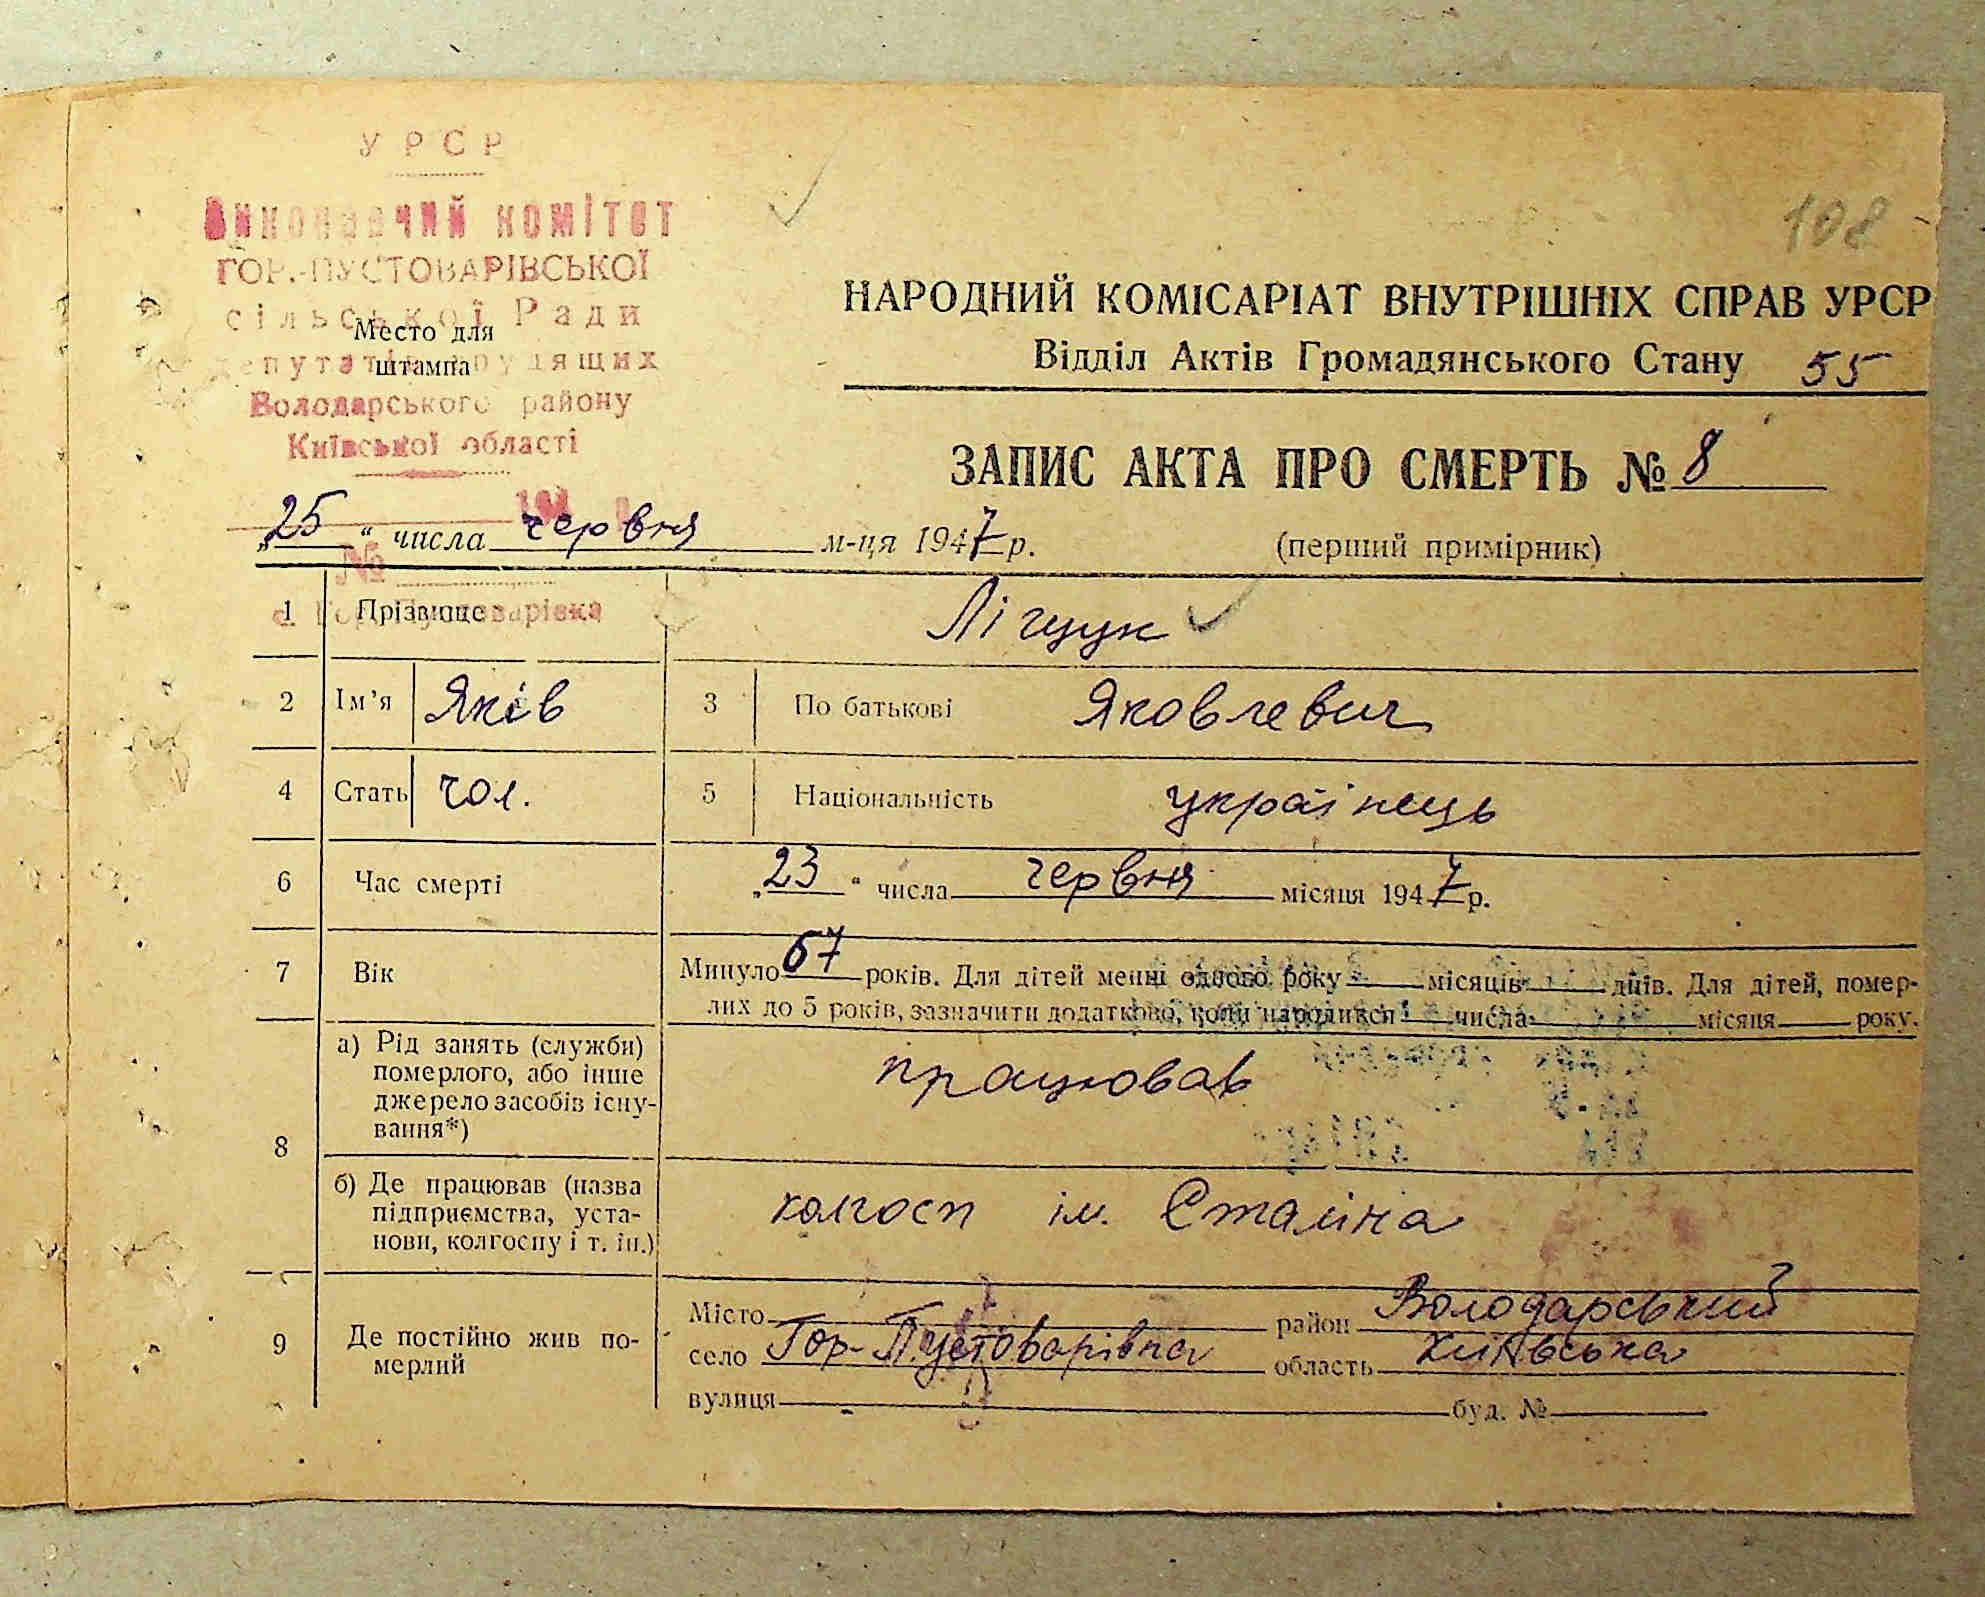 УРСР
Виконавчий комітет
ГОР.-ПУСТОВАРІВСЬКОЇ
сільської Ради
депутатів трудящих
Володарського району
Київської області
Место для
штампа
108
НАРОДНИЙ КОМІСАРІАТ ВНУТРІШНІХ СПРАВ УРСР
Відділ Актів Громадянського Стану 55
ЗАПИС АКТА ПРО СМЕРТЬ № 8
„25“ числа червня м-ця 1947 р.
(перший примірник)
№
с. Гор. Пустоварівка
1 Прізвище Ліщук
2 Ім’я Яків 3 По батькові Яковлевич
4 Стать чол. 5 Національність українець
6 Час смерті „23“ числа червня місяця 1947 р.
7 Вік Минуло 67 років. Для дітей менш одного року місяців днів. Для дітей, помер-
лих до 5 років, зазначити додатково, коли народився числа місяця року.
8 а) Рід занять (служби)
померлого, або інше
джерело засобів існу-
вання*)
працював
б) Де працював (назва
підприємства, уста-
нови, колгоспу і т. ін.)
колгосп ім. Сталіна
9 Де постійно жив по-
мерлий
Місто район Володарський
село Гор-Пустоварівка область Київська
вулиця буд. №